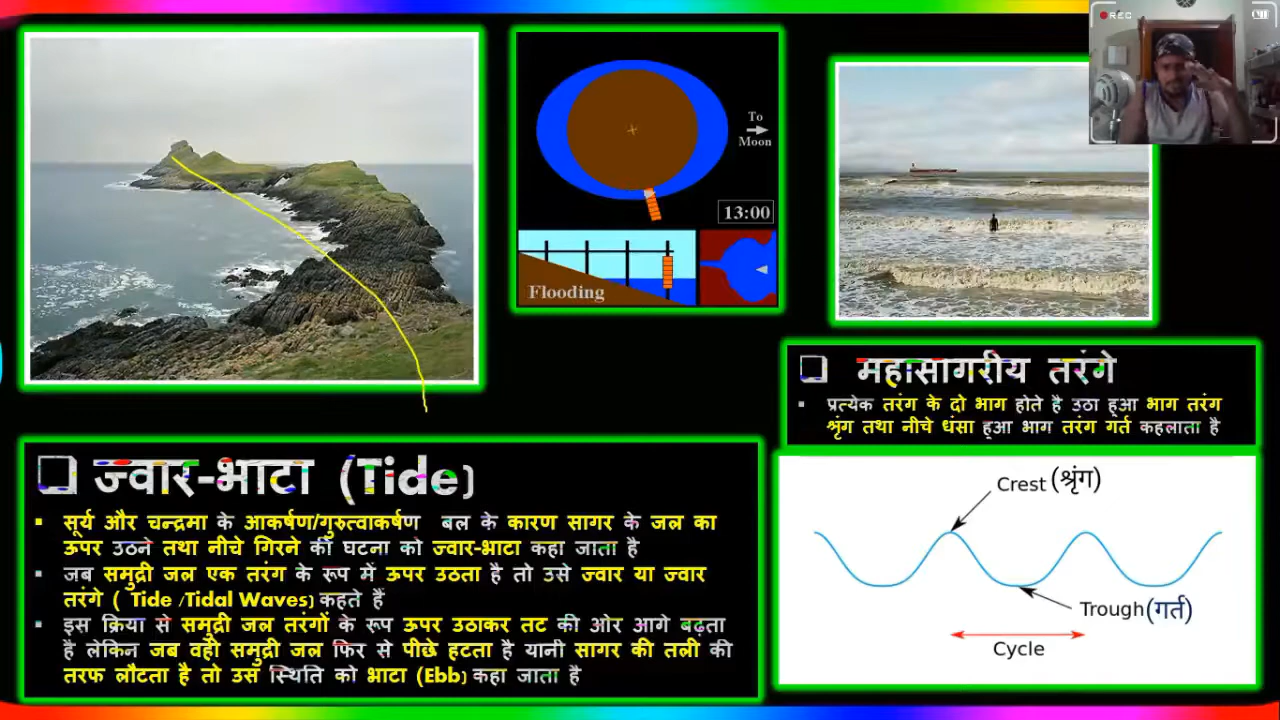 REC
To
Moon
13:00
Flooding
❑ महासागरीय तरंगे
▪ प्रत्येक तरंग के दो भाग होते है उठा हुआ भाग तरंग
श्रृंग तथा नीचे धंसा हुआ भाग तरंग गर्त कहलाता है
❑ ज्वार-भाटा (Tide)
▪ सूर्य और चन्द्रमा के आकर्षण/गुरुत्वाकर्षण बल के कारण सागर के जल का
ऊपर उठने तथा नीचे गिरने की घटना को ज्वार-भाटा कहा जाता है
▪ जब समुद्री जल एक तरंग के रूप में ऊपर उठता है तो उसे ज्वार या ज्वार
तरंगे ( Tide /Tidal Waves) कहते हैं
▪ इस क्रिया से समुद्री जल तरंगों के रूप ऊपर उठाकर तट की ओर आगे बढ़ता
है लेकिन जब वही समुद्री जल फिर से पीछे हटता है यानी सागर की तली की
तरफ लौटता है तो उस स्थिति को भाटा (Ebb) कहा जाता है
Crest (श्रृंग)
Trough (गर्त)
Cycle